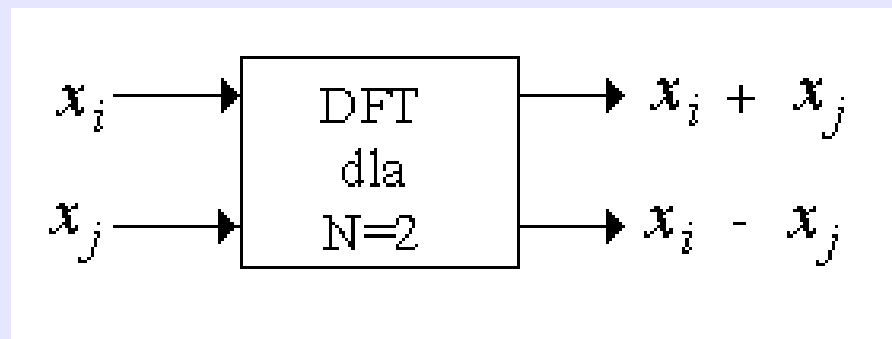 x_i DFT x_i + x_j
dla
x_j N=2 x_i - x_j